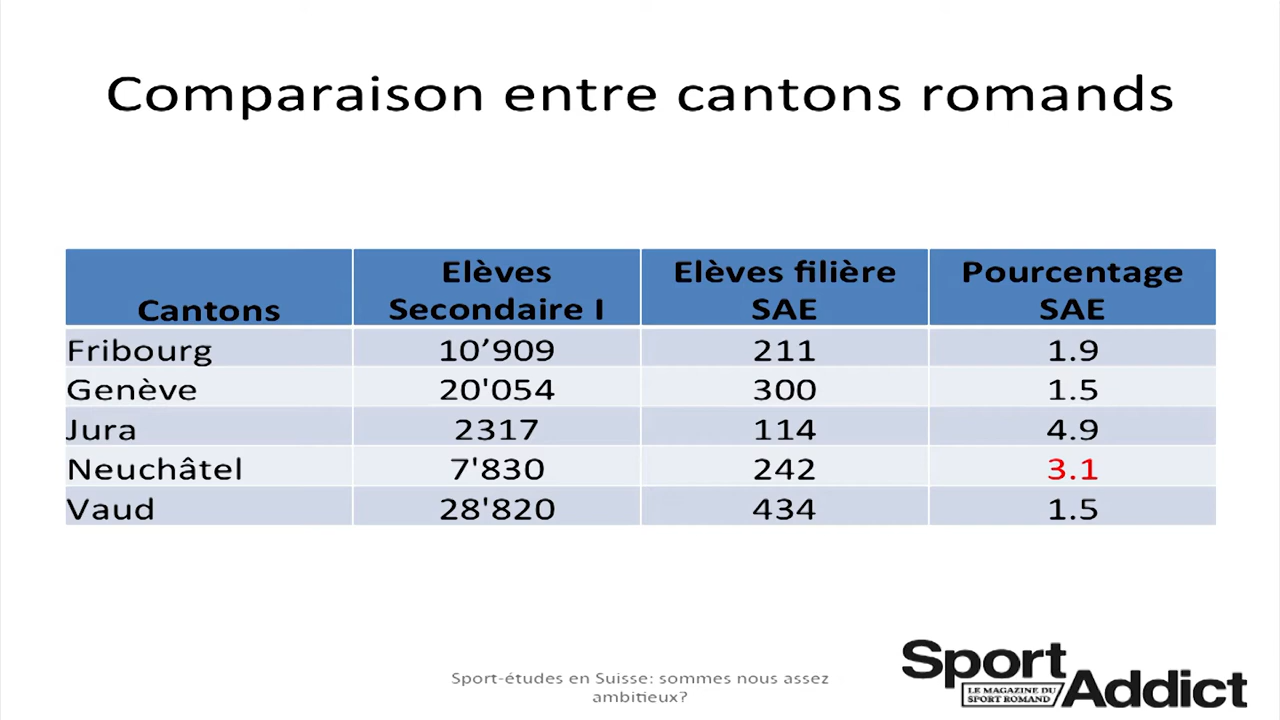 Comparaison entre cantons romands
Cantons Elèves Secondaire I Elèves filière SAE Pourcentage SAE
Fribourg 10’909 211 1.9
Genève 20'054 300 1.5
Jura 2317 114 4.9
Neuchâtel 7'830 242 3.1
Vaud 28'820 434 1.5
Sport-études en Suisse: sommes nous assez
ambitieux?
Sport
LE MAGAZINE DU
SPORT ROMAND
Addict